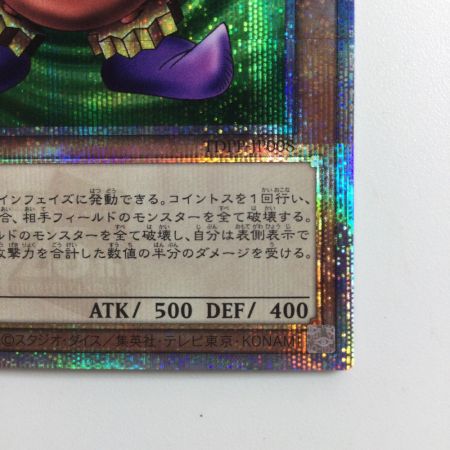 TDPP-JP008
インフェイズに発動できる。コイントスを1回行い、
合、相手フィールドのモンスターを全て破壊する。
ルドのモンスターを全て破壊し、自分は表側表示で
攻撃力を合計した数値の半分のダメージを受ける。
ATK/ 500 DEF/ 400
©スタジオ・ダイス/集英社・テレビ東京・KONAMI